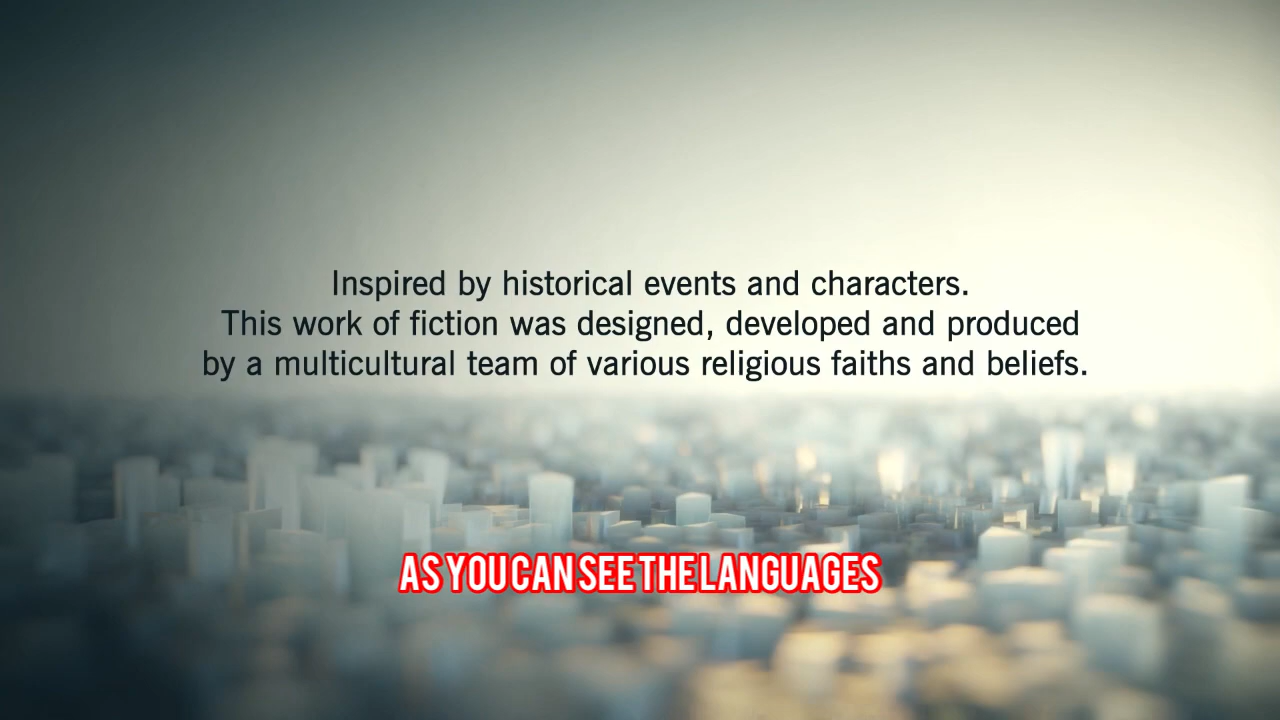 Inspired by historical events and characters.
This work of fiction was designed, developed and produced
by a multicultural team of various religious faiths and beliefs.
AS YOU CAN SEE THE LANGUAGES